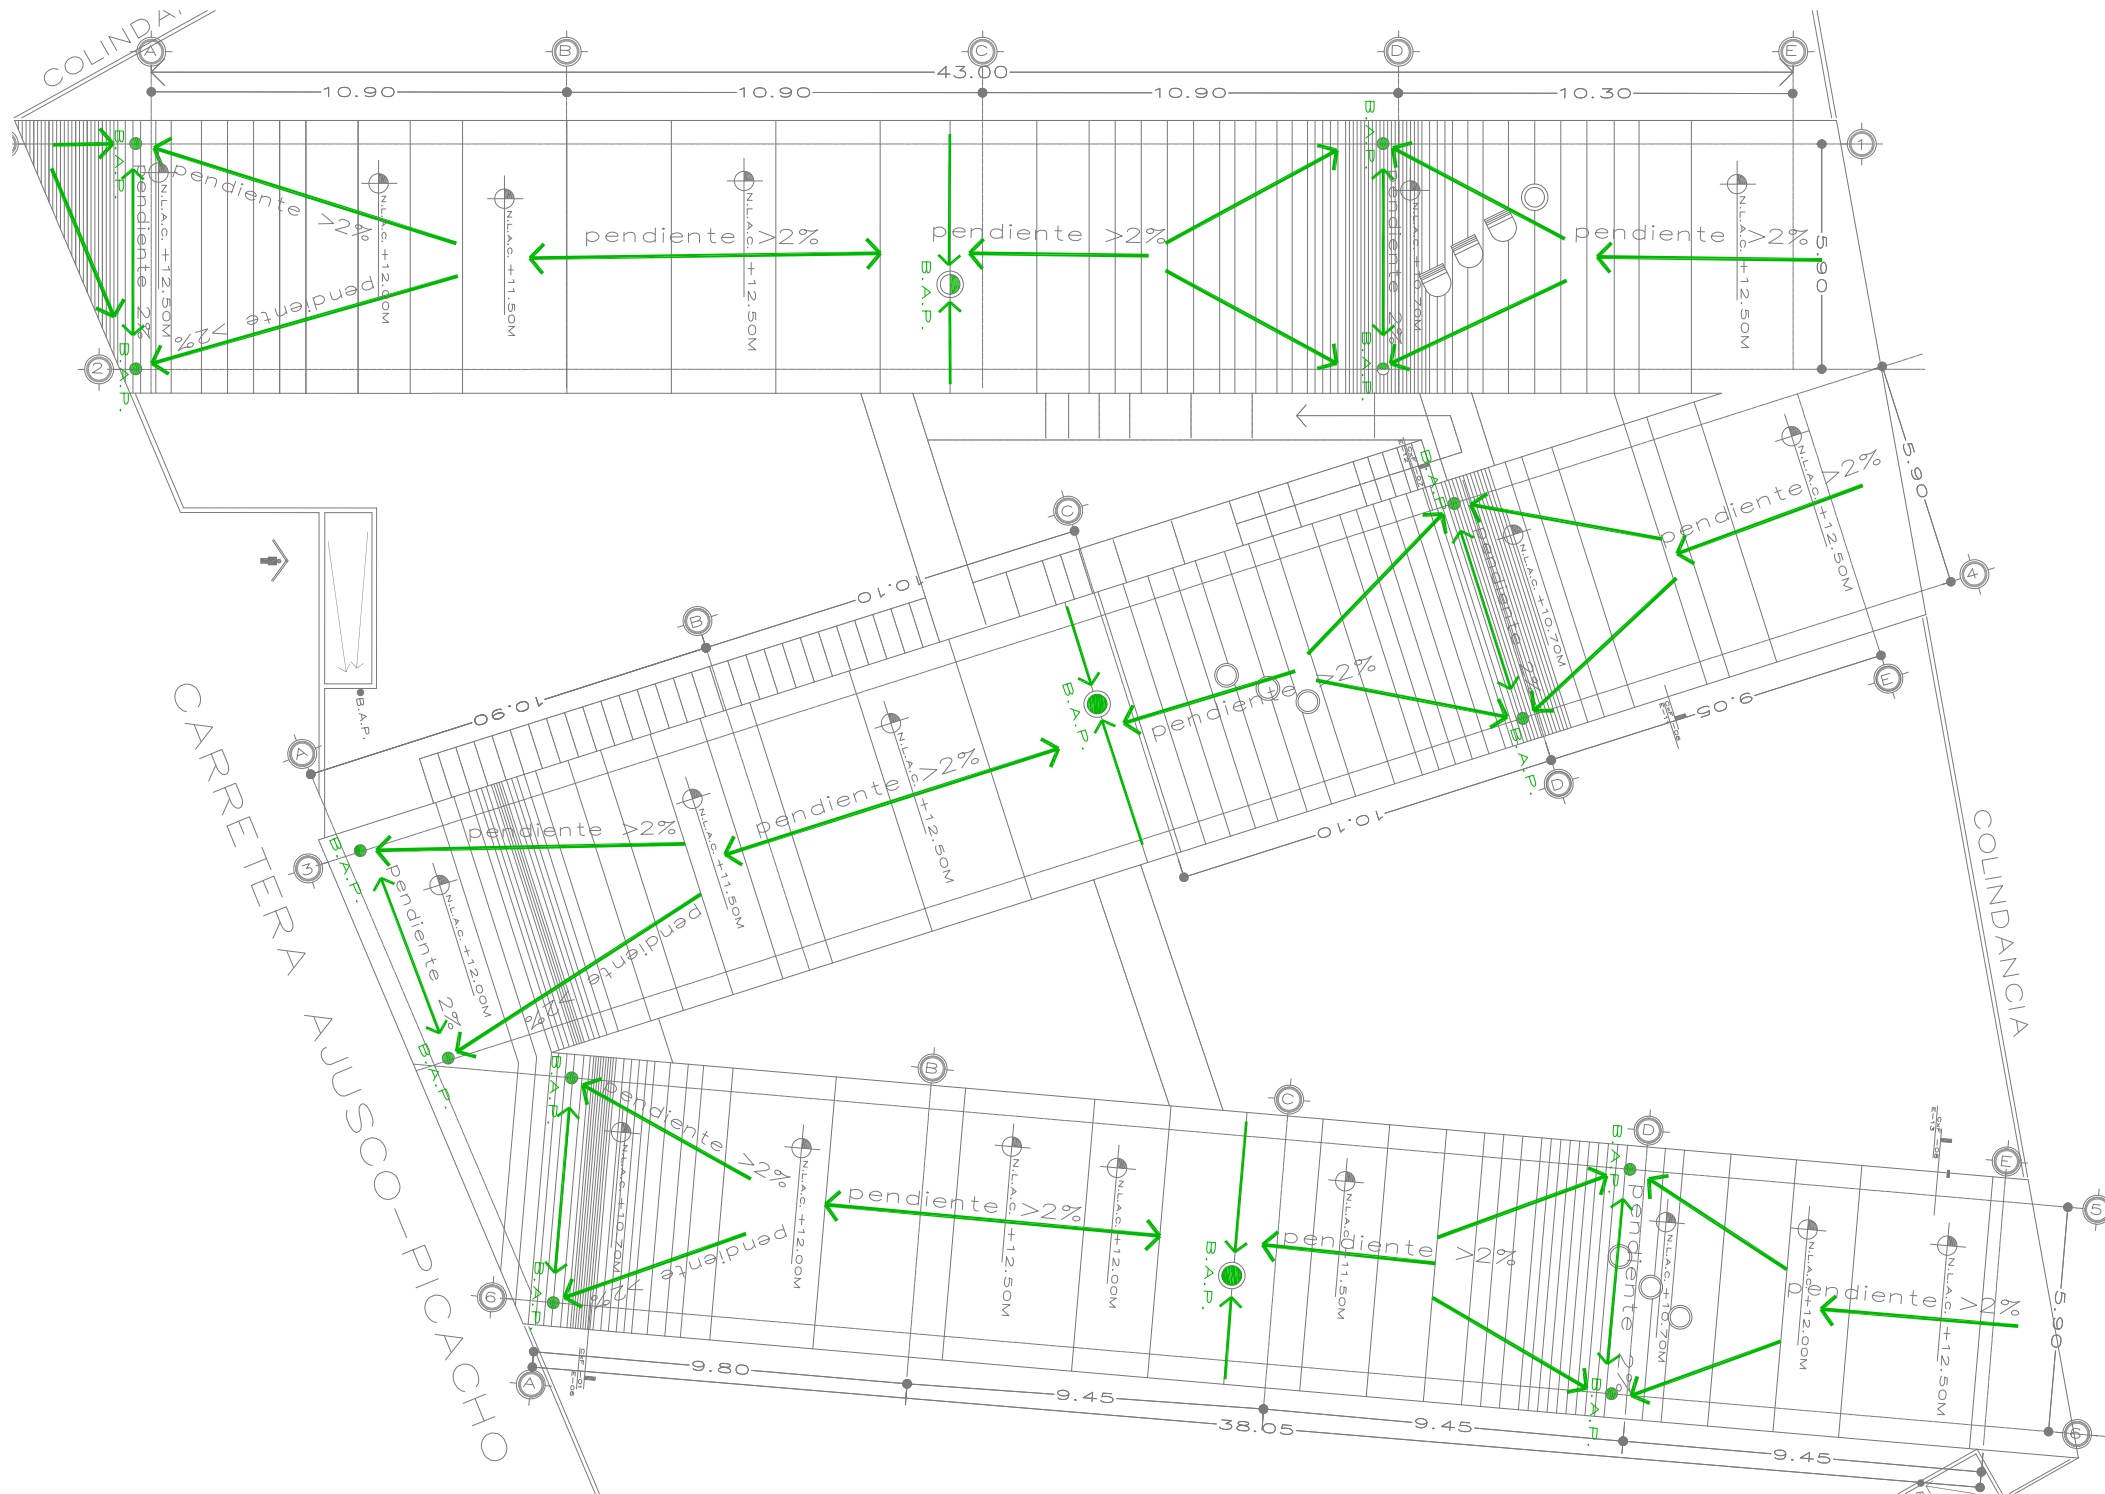 COLINDA
A
B
C
D
E
43.00
10.90
10.90
10.90
10.30
B.A.P.
B.A.P.
B.A.P.
1
pendiente >2%
pendiente 2%
N.L.A.C. +12.50M
N.L.A.C. +12.00M
N.L.A.C. +11.50M
pendiente >2%
N.L.A.C. +12.50M
pendiente >2%
pendiente 2%
N.L.A.C. +10.70M
pendiente >2%
N.L.A.C. +12.50M
5.90
pendiente >2%
2
B.A.P.
B.A.P.
B.A.P.
N.L.A.C. +12.50M
pendiente >2%
5.90
4
C
10.10
B
10.90
A
B.A.P.
pendiente 2%
N.L.A.C. +10.70M
pendiente >2%
B.A.P.
E
9.05
D
B.A.P.
10.10
N.L.A.C. +12.50M
pendiente >2%
N.L.A.C. +11.50M
pendiente >2%
3
B.A.P.
pendiente 2%
N.L.A.C. +12.00M
pendiente >2%
B.A.P.
CARRETERA AJUSCO-PICACHO
COLINDANCIA
B
C
D
E
B.A.P.
pendiente >2%
N.L.A.C. +10.70M
N.L.A.C. +12.00M
N.L.A.C. +12.50M
N.L.A.C. +12.00M
pendiente >2%
B.A.P.
N.L.A.C. +11.50M
pendiente >2%
B.A.P.
pendiente 2%
N.L.A.C. +10.70M
N.L.A.C. +12.00M
N.L.A.C. +12.50M
pendiente >2%
5
5.90
pendiente >2%
6
B.A.P.
B.A.P.
6
A
9.80
9.45
9.45
9.45
38.05